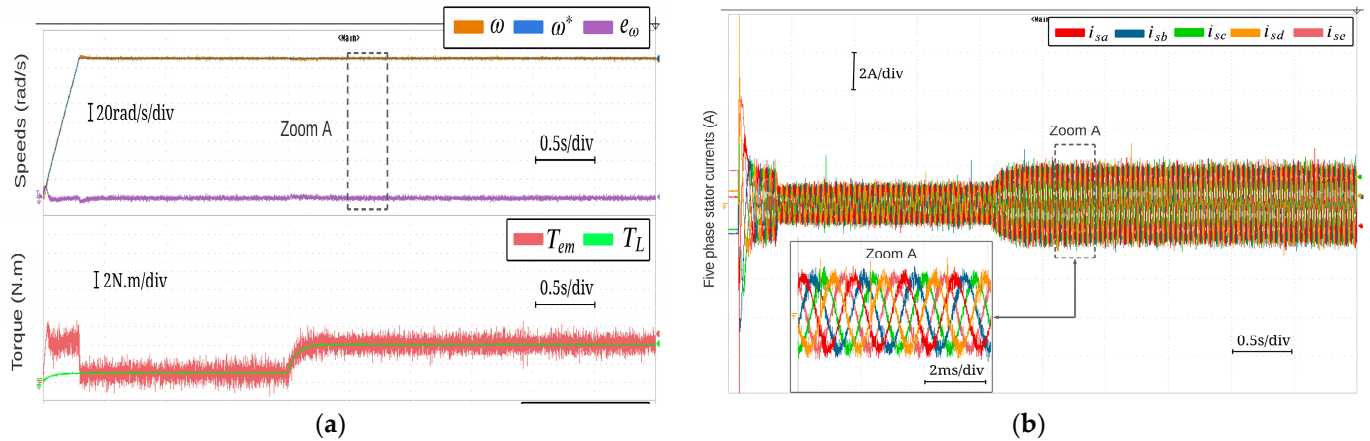 ω ω* e_ω
<Main>
Speeds (rad/s)
20rad/s/div
Zoom A
0.5s/div
T_em T_L
Torque (N.m)
2N.m/div
0.5s/div
(a)
<Main>
i_sa i_sb i_sc i_sd i_se
2A/div
Five phase stator currents (A)
Zoom A
Zoom A
2ms/div
0.5s/div
(b)